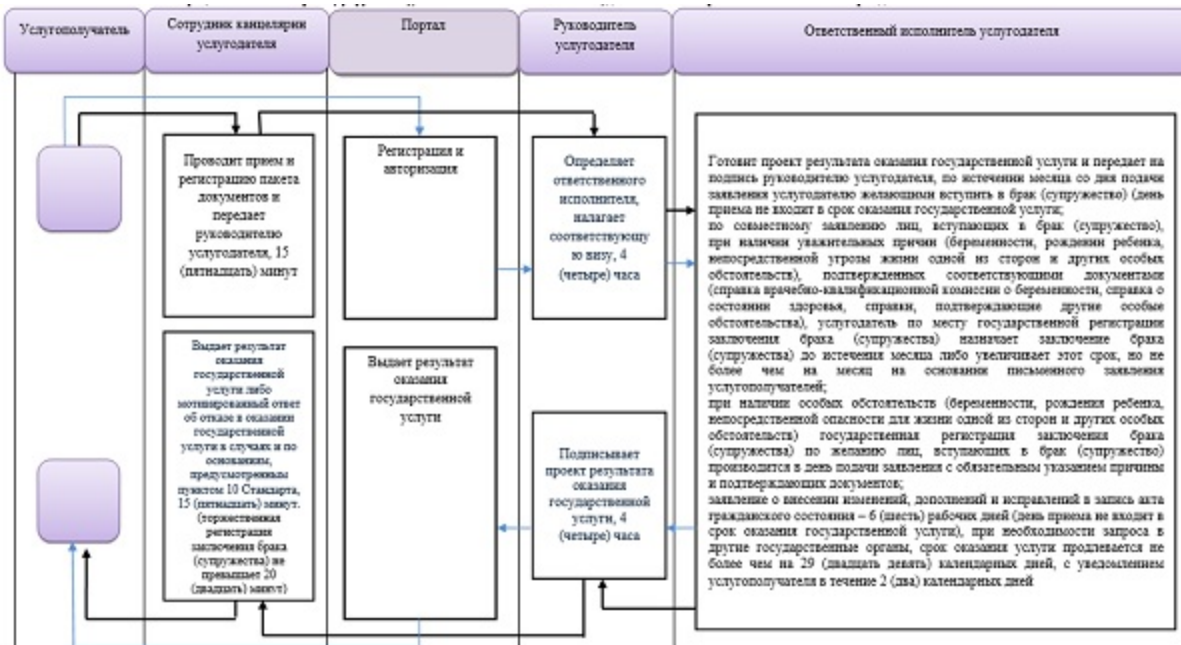 Услугополучатель
Сотрудник канцелярии
услугодателя
Портал
Руководитель
услугодателя
Ответственный исполнитель услугодателя
Проводит прием и
регистрацию пакета
документов и
передает
руководителю
услугодателя, 15
(пятнадцать) минут
Регистрация и
авторизация
Определяет
ответственного
исполнителя,
налагает
соответствующу
ю визу, 4
(четыре) часа
Готовит проект результата оказания государственной услуги и передает на
подпись руководителю услугодателя, по истечении месяца со дня подачи
заявления услугодателю желающими вступить в брак (супружество) (день
приема не входит в срок оказания государственной услуги;
по совместному заявлению лиц, вступающих в брак (супружество),
при наличии уважительных причин (беременности, рождении ребенка,
непосредственной угрозы жизни одной из сторон и других особых
обстоятельств), подтвержденных соответствующими документами
(справка врачебно-квалификационной комиссии о беременности, справка о
состоянии здоровья, справки, подтверждающие другие особые
обстоятельства), услугодатель по месту государственной регистрации
заключения брака (супружества) назначает заключение брака
(супружества) до истечения месяца либо увеличивает этот срок, но не
более чем на месяц на основании письменного заявления
услугополучателей;
при наличии особых обстоятельств (беременности, рождения ребенка,
непосредственной опасности для жизни одной из сторон и других особых
обстоятельств) государственная регистрация заключения брака
(супружества) по желанию лиц, вступающих в брак (супружество)
производится в день подачи заявления с обязательным указанием причины
и подтверждающих документов;
заявление о внесении изменений, дополнений и исправлений в запись акта
гражданского состояния – 6 (шесть) рабочих дней (день приема не входит в
срок оказания государственной услуги), при необходимости запроса в
другие государственные органы, срок оказания услуги продлевается не
более чем на 29 (двадцать девять) календарных дней, с уведомлением
услугополучателя в течение 2 (два) календарных дней
Выдает результат
оказания
государственной
услуги либо
мотивированный ответ
об отказе в оказании
государственной
услуги в случаях и по
основаниям,
предусмотренным
пунктом 10 Стандарта,
15 (пятнадцать) минут.
(торжественная
регистрация
заключения брака
(супружества) не
превышает 20
(двадцать) минут)
Выдает результат
оказания
государственной
услуги
Подписывает
проект результата
оказания
государственной
услуги, 4
(четыре) часа